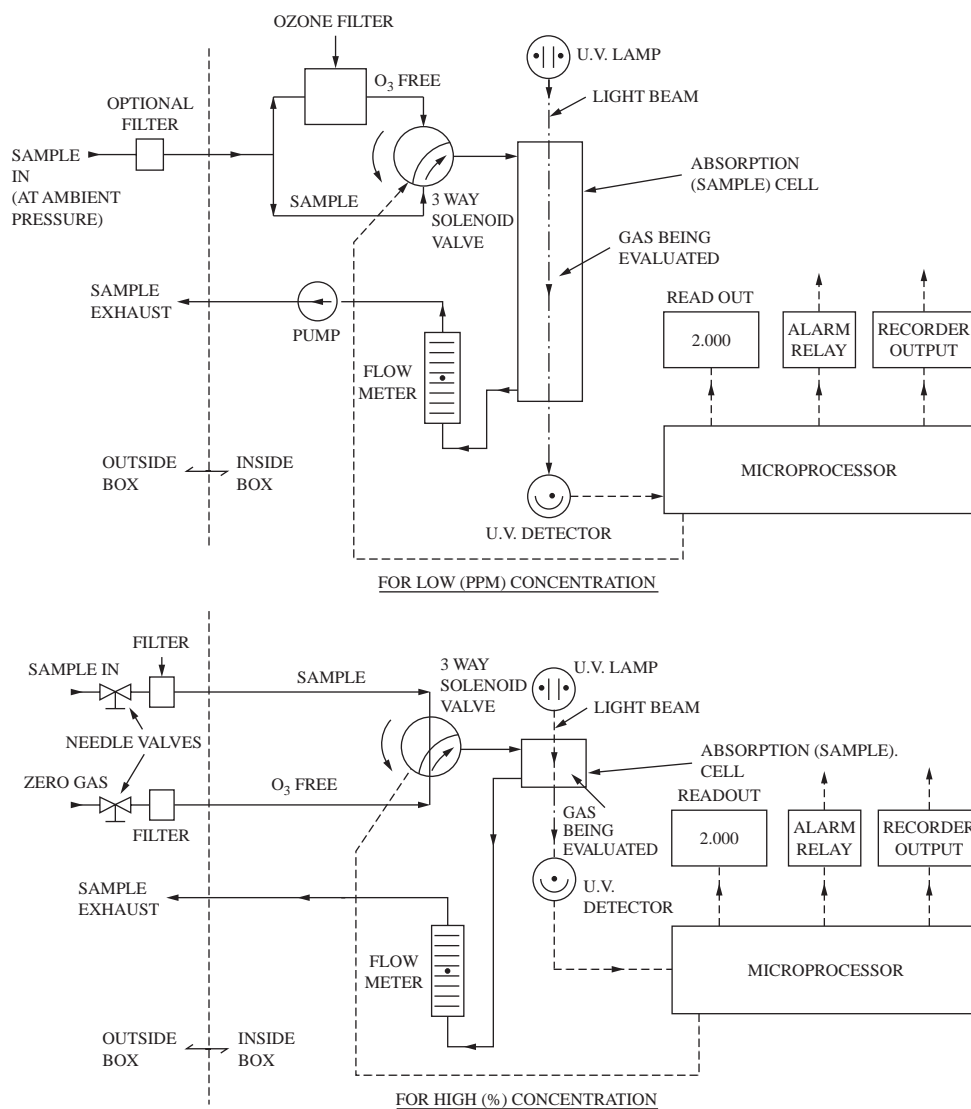 OZONE FILTER
U.V. LAMP
O3 FREE
LIGHT BEAM
OPTIONAL
FILTER
SAMPLE
IN
(AT AMBIENT
PRESSURE)
ABSORPTION
(SAMPLE) CELL
SAMPLE
3 WAY
SOLENOID
VALVE
GAS BEING
EVALUATED
SAMPLE
EXHAUST
PUMP
READ OUT
2.000
ALARM
RELAY
RECORDER
OUTPUT
FLOW
METER
OUTSIDE
BOX
INSIDE
BOX
MICROPROCESSOR
U.V. DETECTOR
FOR LOW (PPM) CONCENTRATION
FILTER
SAMPLE IN
SAMPLE
3 WAY
SOLENOID
VALVE
U.V. LAMP
LIGHT BEAM
NEEDLE VALVES
ABSORPTION (SAMPLE).
CELL
ZERO GAS
O3 FREE
FILTER
GAS
BEING
EVALUATED
READOUT
2.000
ALARM
RELAY
RECORDER
OUTPUT
SAMPLE
EXHAUST
U.V.
DETECTOR
FLOW
METER
MICROPROCESSOR
OUTSIDE
BOX
INSIDE
BOX
FOR HIGH (%) CONCENTRATION